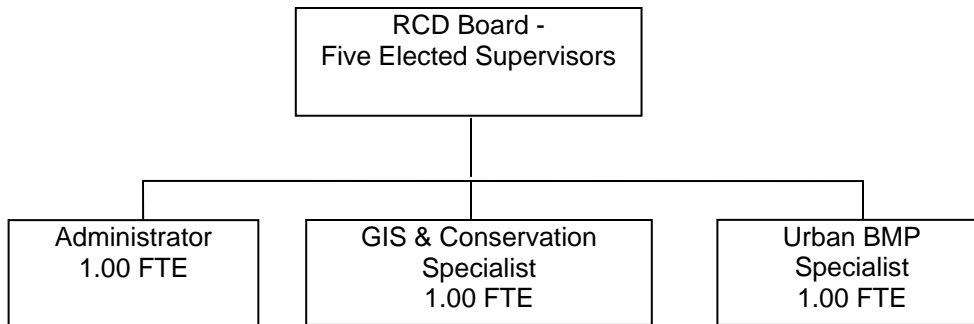 RCD Board -
Five Elected Supervisors
Administrator
1.00 FTE
GIS & Conservation
Specialist
1.00 FTE
Urban BMP
Specialist
1.00 FTE